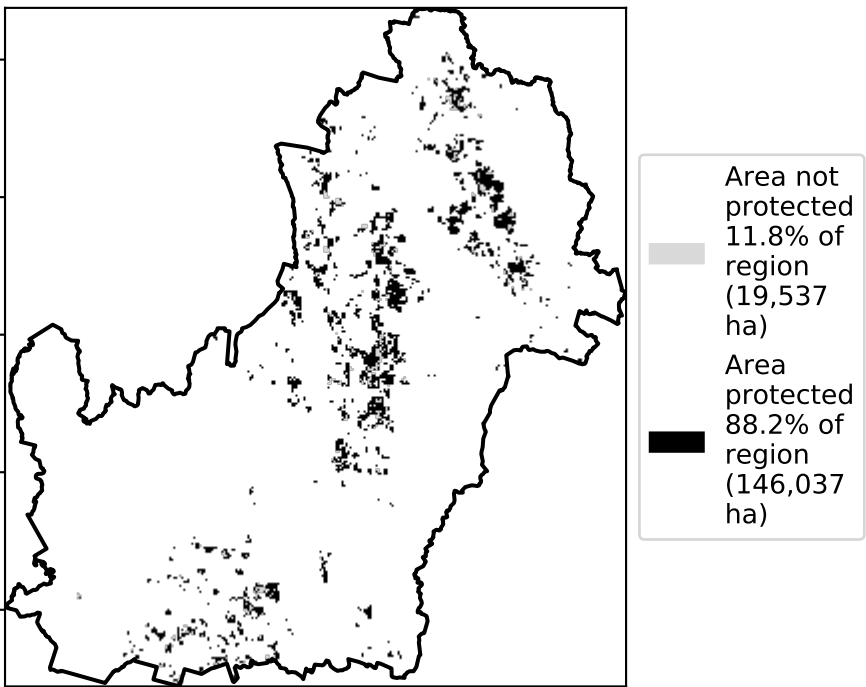 Area not
protected
11.8% of
region
(19,537
ha)
Area
protected
88.2% of
region
(146,037
ha)